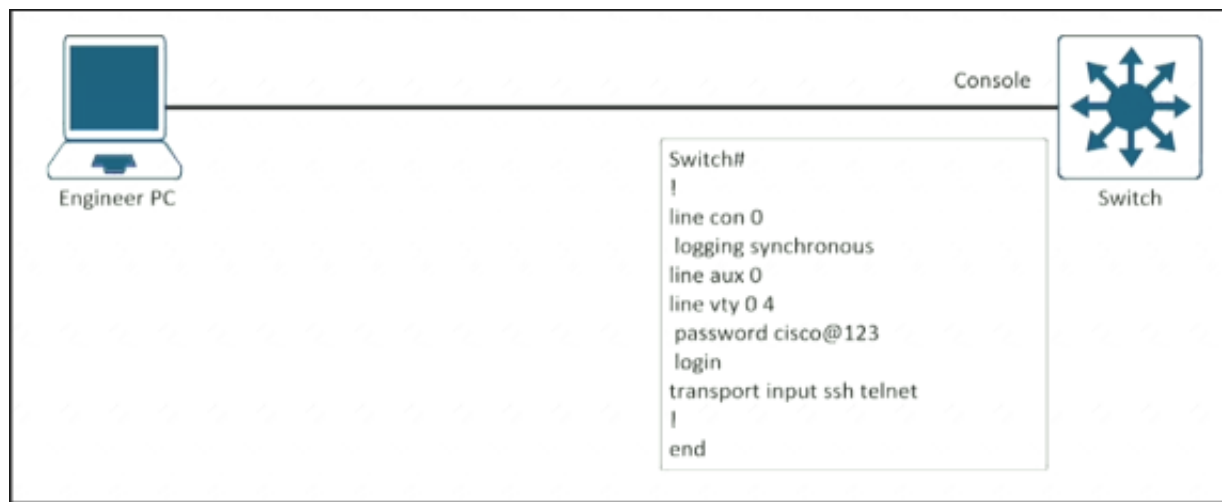 Console
Engineer PC
Switch
Switch#
!
line con 0
logging synchronous
line aux 0
line vty 0 4
password cisco@123
login
transport input ssh telnet
!
end